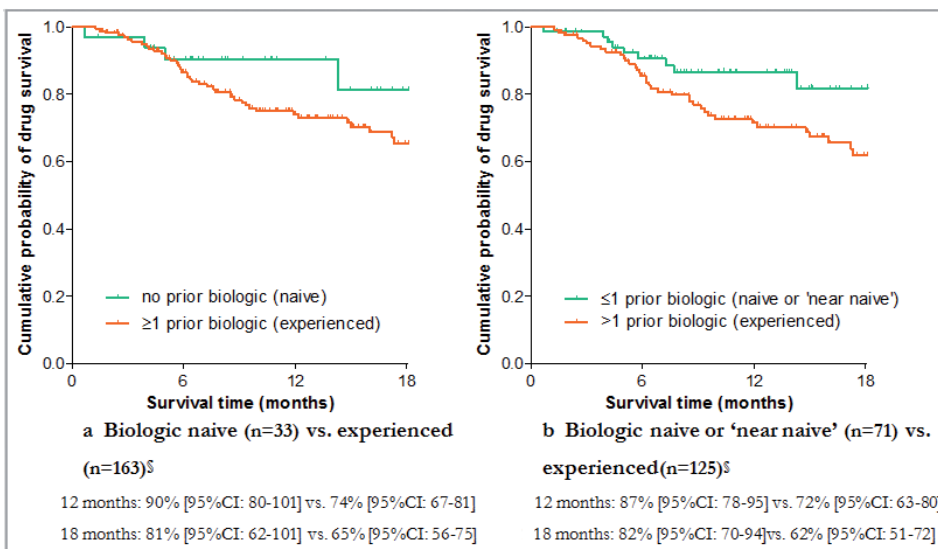 Cumulative probability of drug survival
1.0
0.8
0.6
0.4
0.2
0.0
no prior biologic (naive)
≥1 prior biologic (experienced)
0 6 12 18
Survival time (months)
a Biologic naive (n=33) vs. experienced
(n=163)§
12 months: 90% [95%CI: 80-101] vs. 74% [95%CI: 67-81]
18 months: 81% [95%CI: 62-101] vs. 65% [95%CI: 56-75]
Cumulative probability of drug survival
1.0
0.8
0.6
0.4
0.2
0.0
≤1 prior biologic (naive or 'near naive')
>1 prior biologic (experienced)
0 6 12 18
Survival time (months)
b Biologic naive or ‘near naive’ (n=71) vs.
experienced(n=125)§
12 months: 87% [95%CI: 78-95] vs. 72% [95%CI: 63-80]
18 months: 82% [95%CI: 70-94]vs. 62% [95%CI: 51-72]